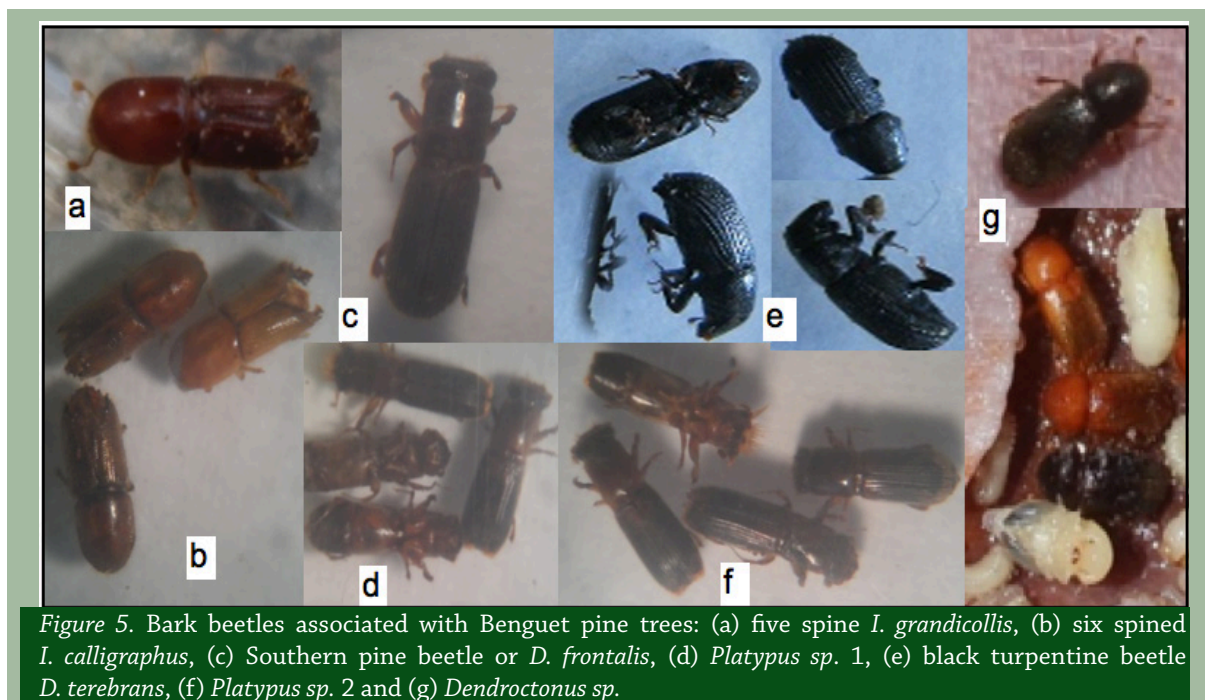 a
b
c
d
e
f
g
Figure 5. Bark beetles associated with Benguet pine trees: (a) five spine I. grandicollis, (b) six spined
I. calligraphus, (c) Southern pine beetle or D. frontalis, (d) Platypus sp. 1, (e) black turpentine beetle
D. terebrans, (f) Platypus sp. 2 and (g) Dendroctonus sp.